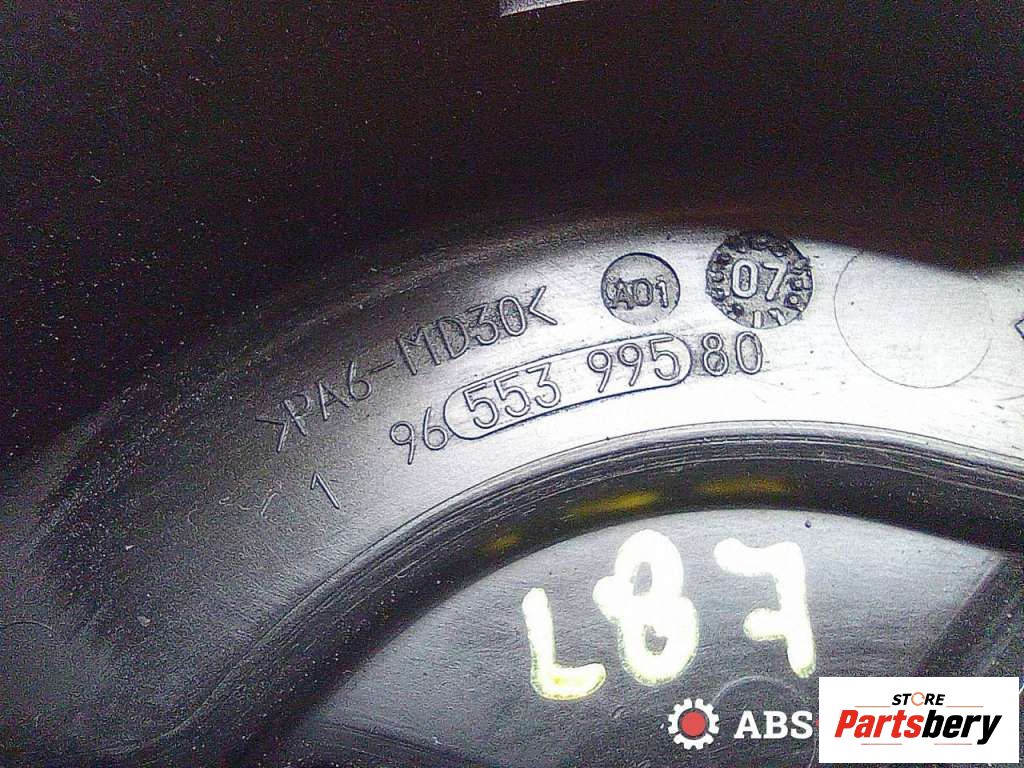 A01
07
>PA6-MD30<
96 553 995 80
1
L87
ABS
STORE
Partsbery